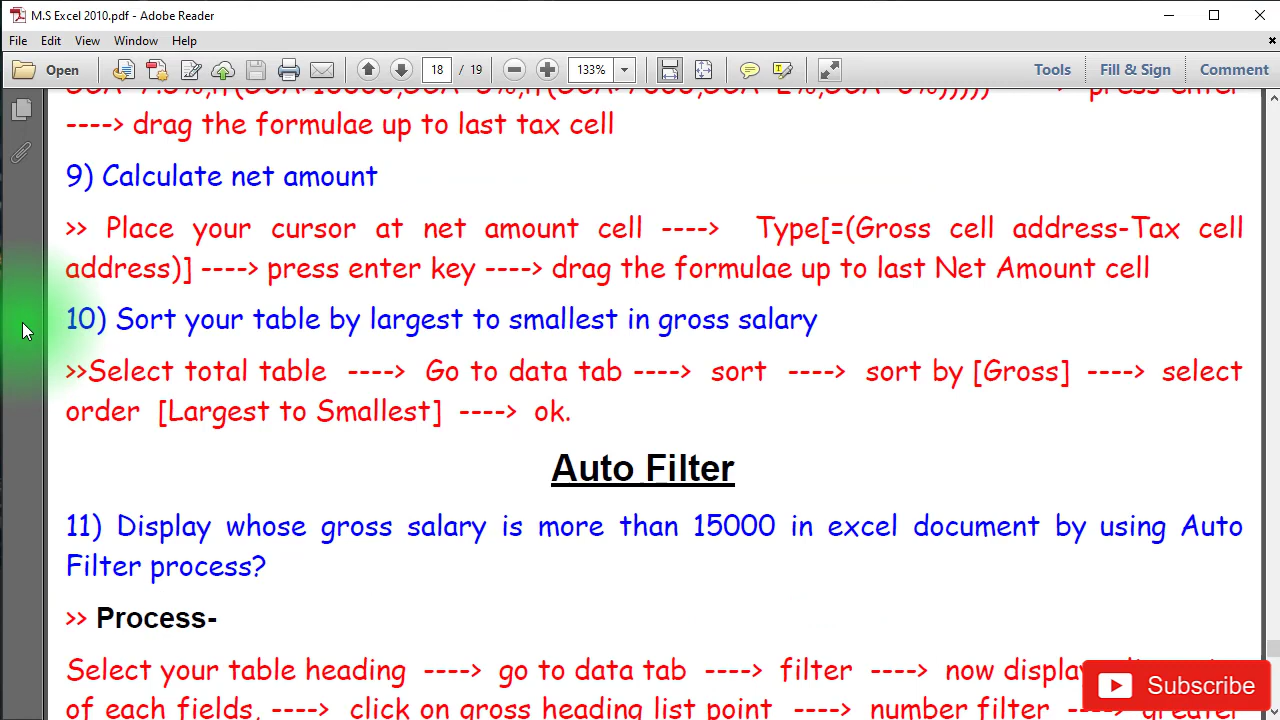 M.S Excel 2010.pdf - Adobe Reader
File Edit View Window Help
Open 18 / 19 133% Tools Fill & Sign Comment
press enter
----> drag the formulae up to last tax cell
9) Calculate net amount
>> Place your cursor at net amount cell ----> Type[=(Gross cell address-Tax cell
address)] ----> press enter key ----> drag the formulae up to last Net Amount cell
10) Sort your table by largest to smallest in gross salary
>>Select total table ----> Go to data tab ----> sort ----> sort by [Gross] ----> select
order [Largest to Smallest] ----> ok.
Auto Filter
11) Display whose gross salary is more than 15000 in excel document by using Auto
Filter process?
>> Process-
Select your table heading ----> go to data tab ----> filter ----> now display
of each fields, ----> click on gross heading list point ----> number filter ----> greater
Subscribe